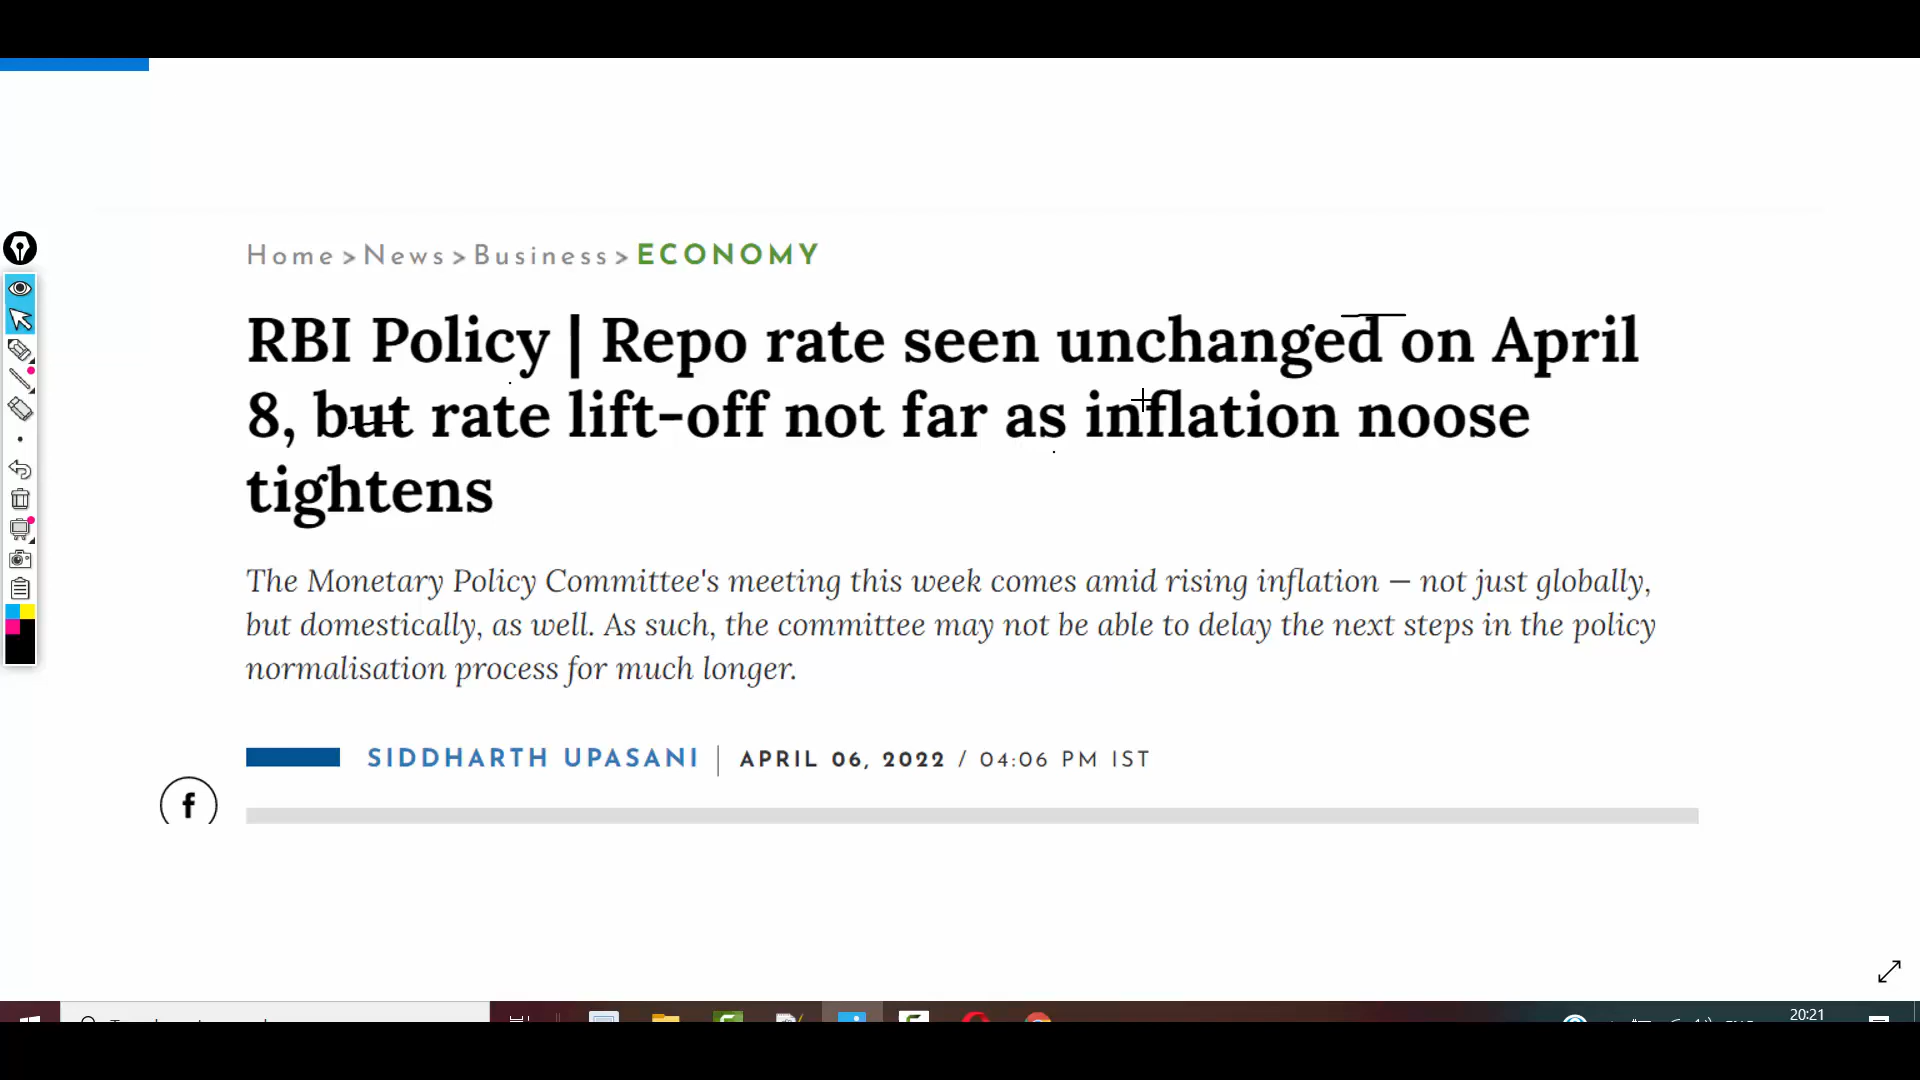 Home > News > Business > ECONOMY
RBI Policy | Repo rate seen unchanged on April
8, but rate lift-off not far as inflation noose
tightens
The Monetary Policy Committee's meeting this week comes amid rising inflation — not just globally,
but domestically, as well. As such, the committee may not be able to delay the next steps in the policy
normalisation process for much longer.
SIDDHARTH UPASANI | APRIL 06, 2022 / 04:06 PM IST
f
20:21